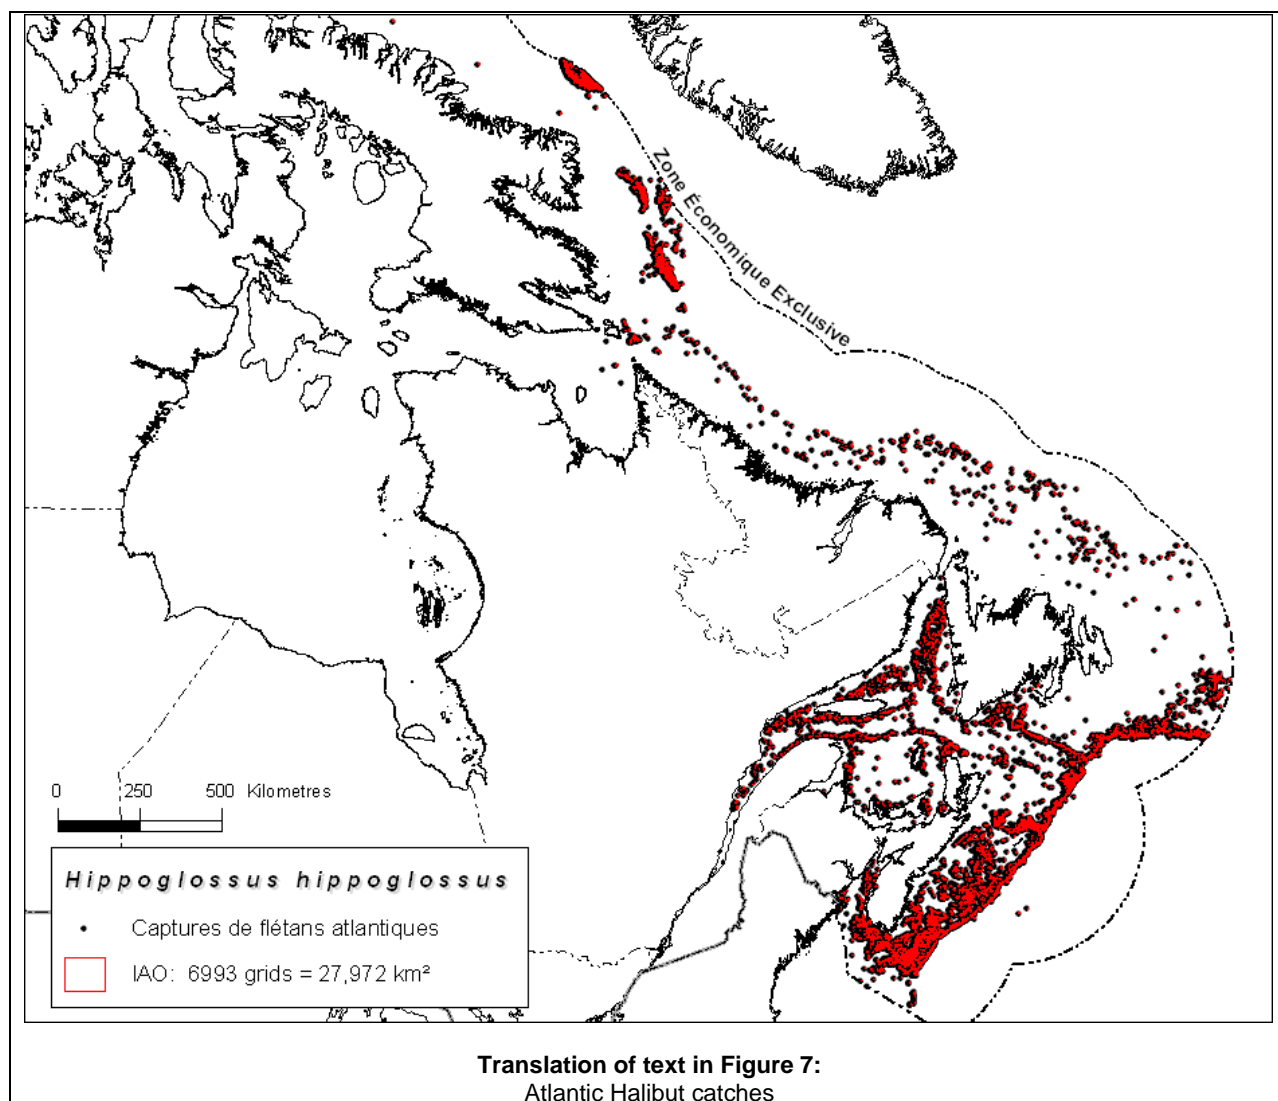 Zone Économique Exclusive
0 250 500 Kilometres
Hippoglossus hippoglossus
Captures de flétans atlantiques
IAO: 6993 grids = 27,972 km²
Translation of text in Figure 7:
Atlantic Halibut catches